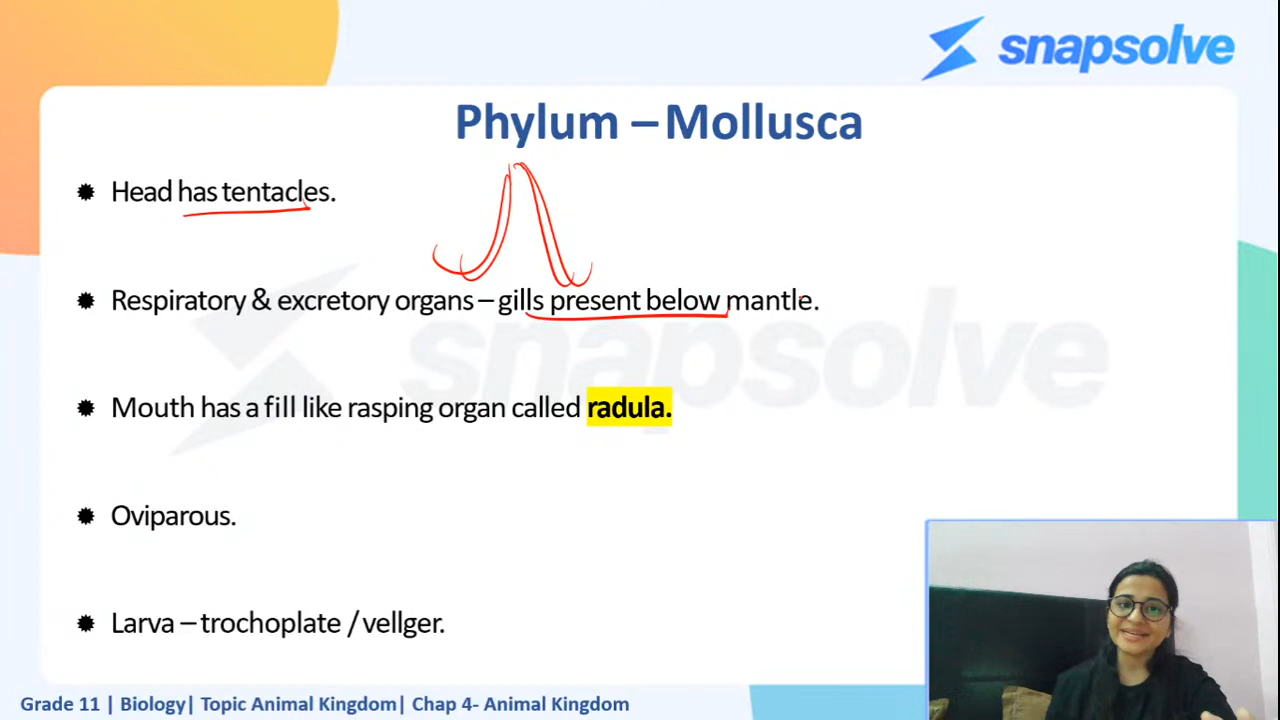 snapsolve
Phylum – Mollusca
Head has tentacles.
Respiratory & excretory organs – gills present below mantle.
Mouth has a fill like rasping organ called radula.
Oviparous.
Larva – trochoplate / vellger.
snapsolve
Grade 11 | Biology| Topic Animal Kingdom| Chap 4- Animal Kingdom